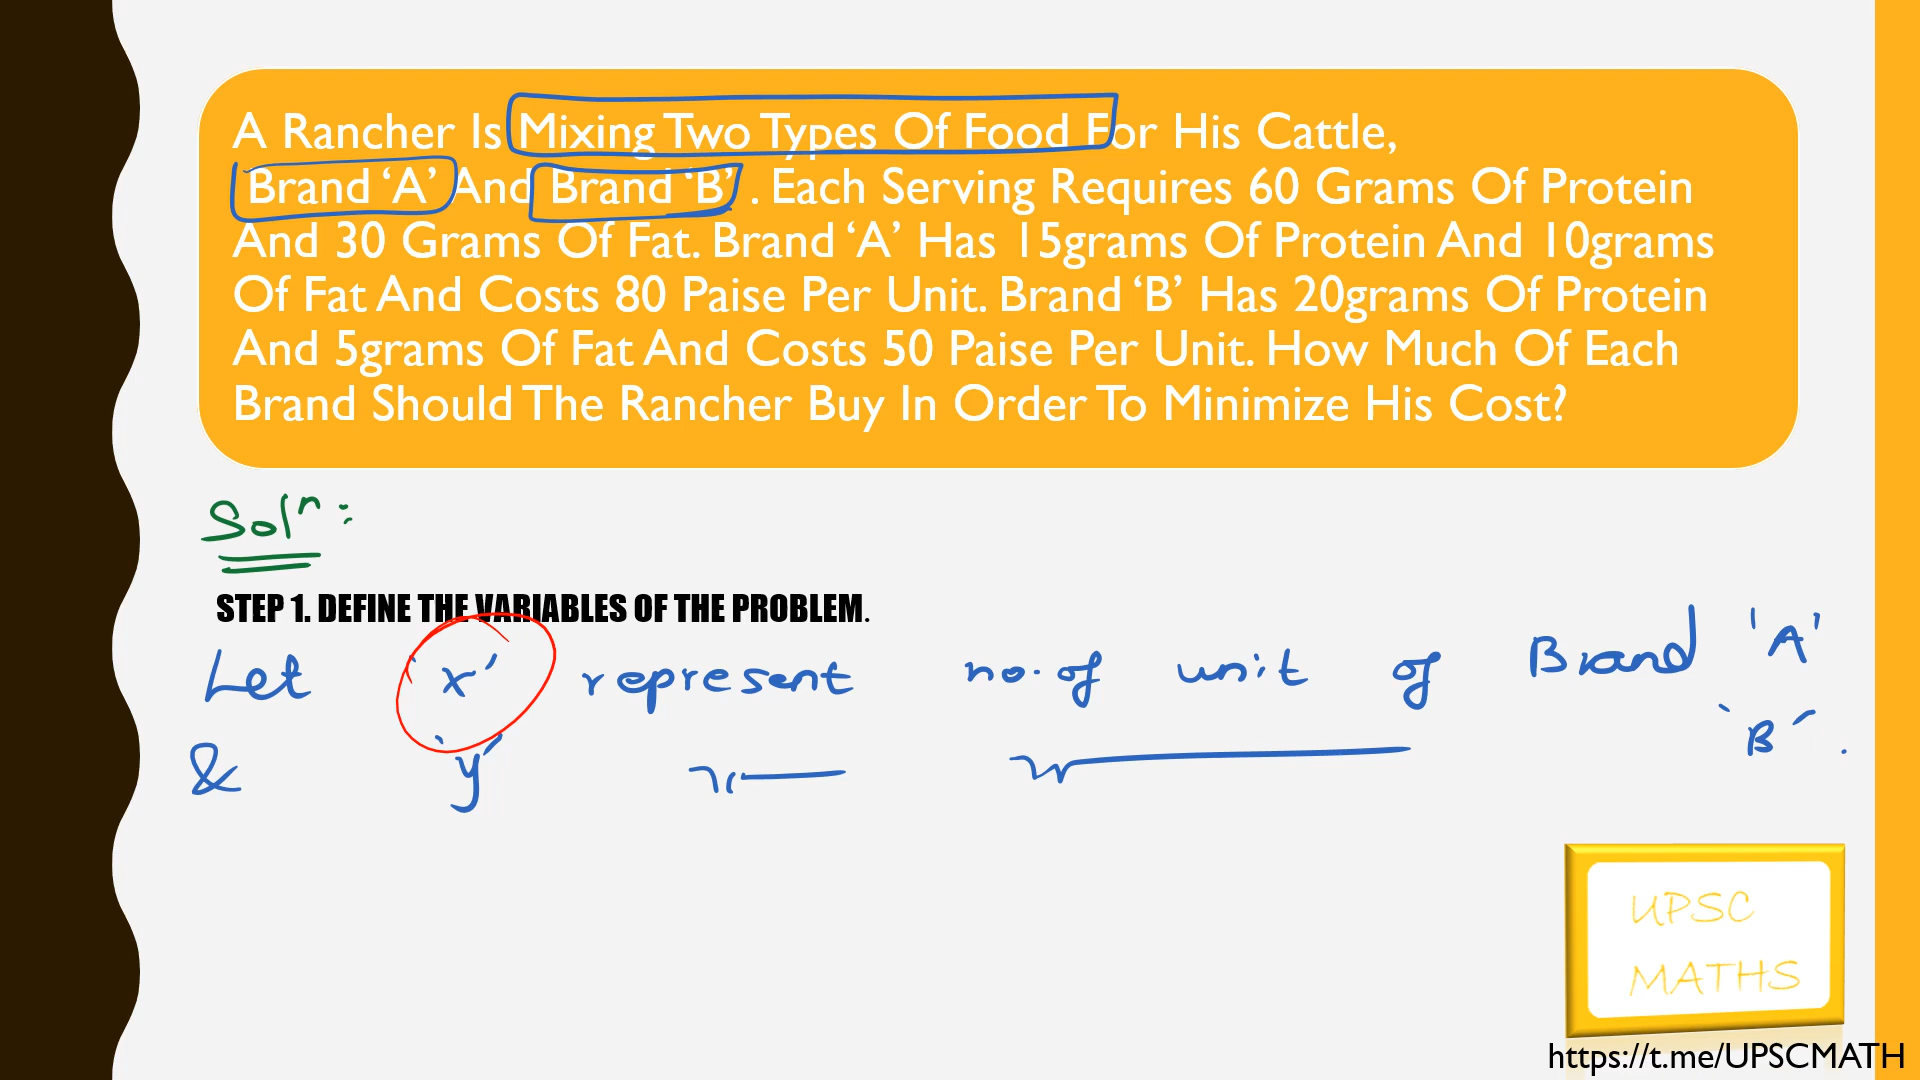 A Rancher Is Mixing Two Types Of Food For His Cattle,
Brand ‘A’ And Brand ‘B’ . Each Serving Requires 60 Grams Of Protein
And 30 Grams Of Fat. Brand ‘A’ Has 15grams Of Protein And 10grams
Of Fat And Costs 80 Paise Per Unit. Brand ‘B’ Has 20grams Of Protein
And 5grams Of Fat And Costs 50 Paise Per Unit. How Much Of Each
Brand Should The Rancher Buy In Order To Minimize His Cost?
Soln :
STEP 1. DEFINE THE VARIABLES OF THE PROBLEM.
Let ‘x’ represent no. of unit of Brand 'A'
& ‘y’ ‘B’ .
UPSC
MATHS
https://t.me/UPSCMATH